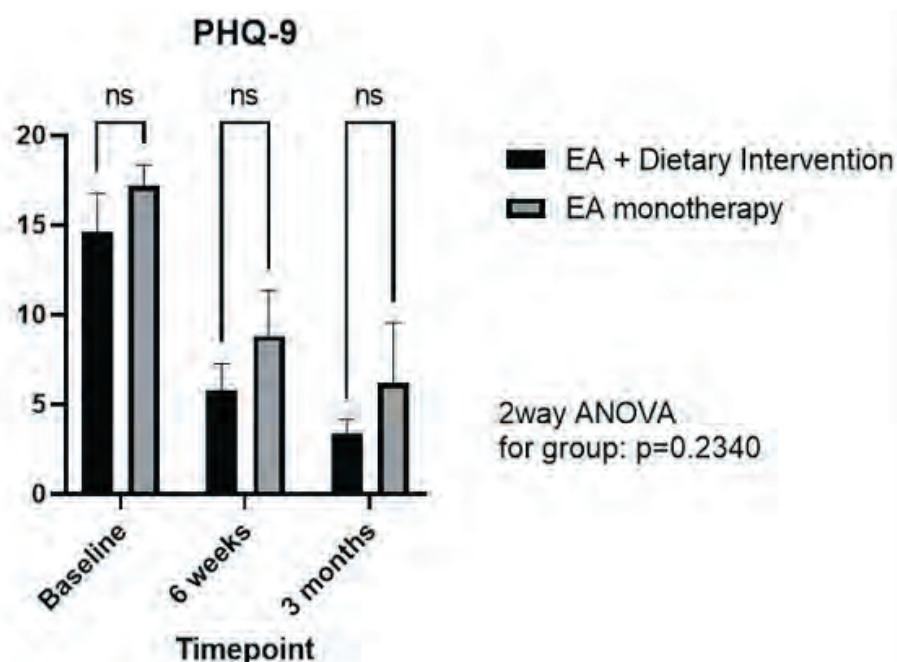 PHQ-9
ns ns ns
20
15
10
5
0
Baseline
6 weeks
3 months
Timepoint
EA + Dietary Intervention
EA monotherapy
2way ANOVA
for group: p=0.2340